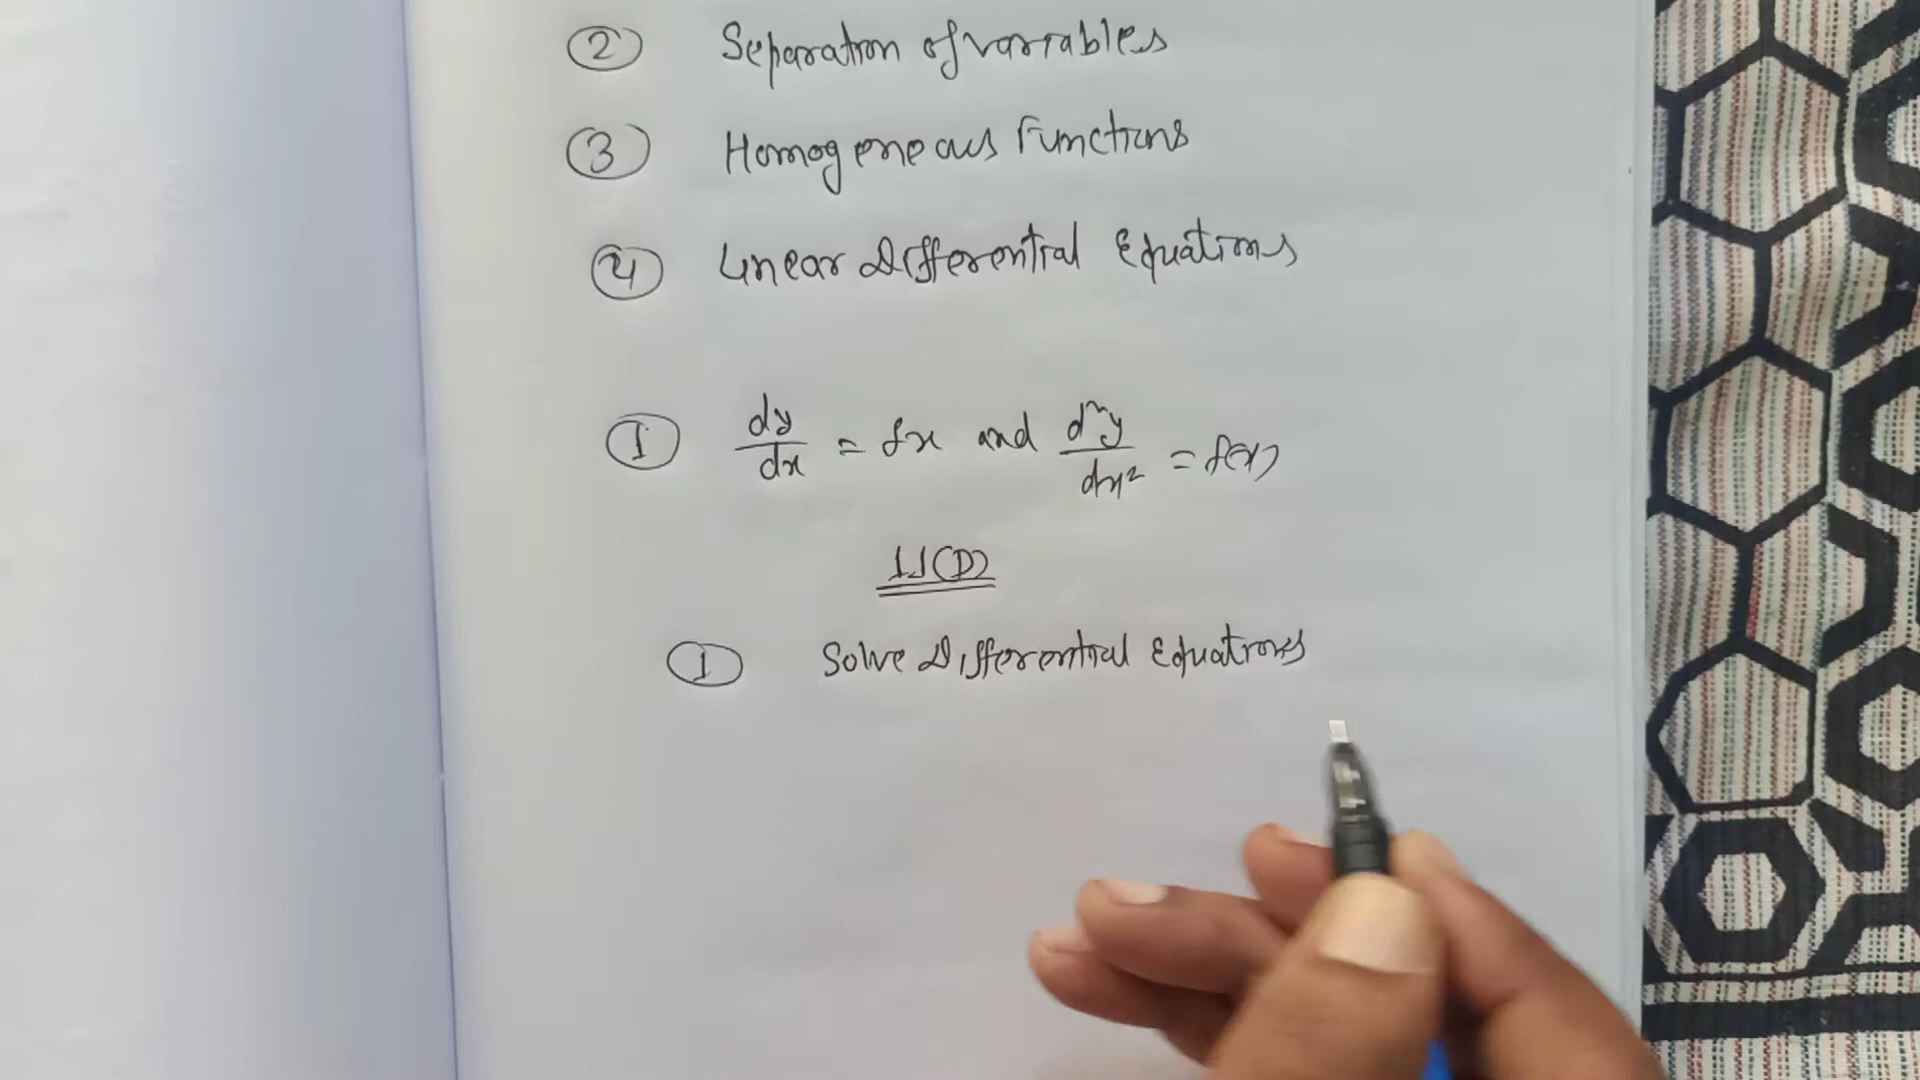 ② Separation of variables
③ Homogeneous Functions
④ Linear Differential Equations
① dy/dx = fx and d²y/dx² = f(x)
11(D)
① Solve Differential Equations